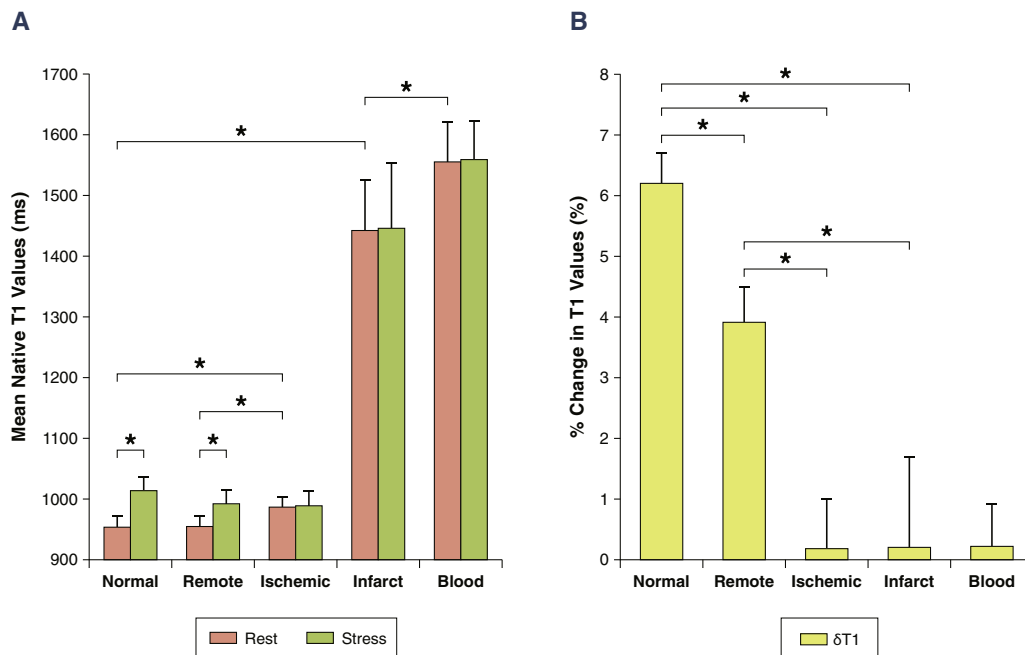 A
B
Mean Native T1 Values (ms)
1700
1600
1500
1400
1300
1200
1100
1000
900
*
*
*
*
*
*
Normal
Remote
Ischemic
Infarct
Blood
Rest
Stress
% Change in T1 Values (%)
8
7
6
5
4
3
2
1
0
*
*
*
*
*
Normal
Remote
Ischemic
Infarct
Blood
δT1